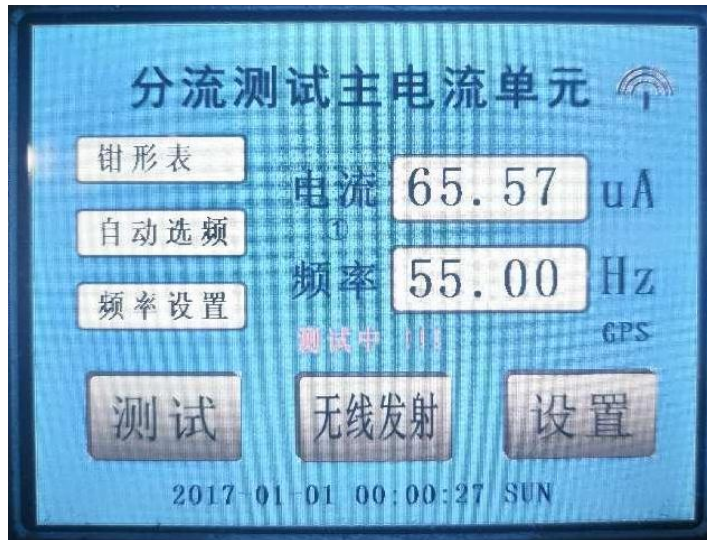 分流测试主电流单元
钳形表
电流 65.57 uA
①
自动选频
频率 55.00 Hz
频率设置
测试中 !!!
GPS
测试 无线发射 设置
2017-01-01 00:00:27 SUN